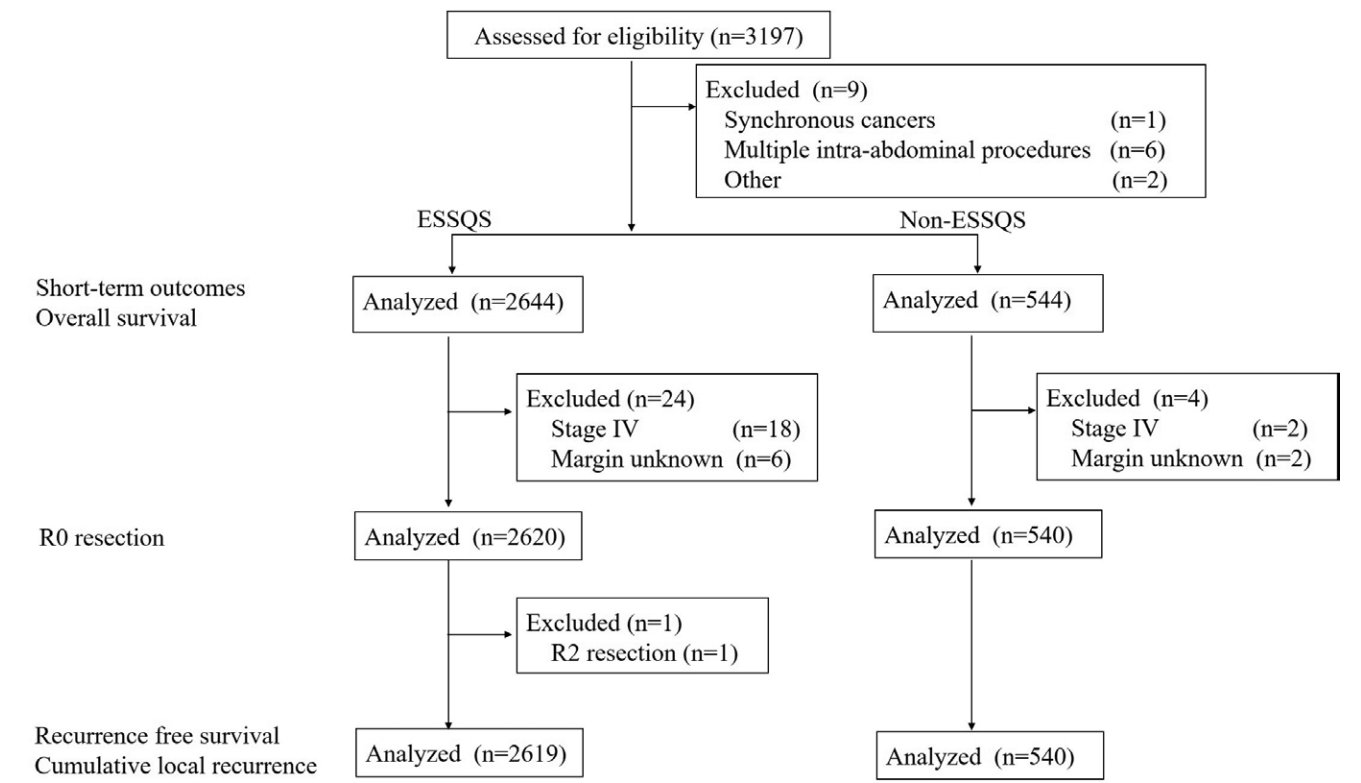 Assessed for eligibility (n=3197)
Excluded (n=9)
Synchronous cancers (n=1)
Multiple intra-abdominal procedures (n=6)
Other (n=2)
ESSQS
Non-ESSQS
Short-term outcomes
Overall survival
Analyzed (n=2644)
Analyzed (n=544)
Excluded (n=24)
Stage IV (n=18)
Margin unknown (n=6)
Excluded (n=4)
Stage IV (n=2)
Margin unknown (n=2)
R0 resection
Analyzed (n=2620)
Analyzed (n=540)
Excluded (n=1)
R2 resection (n=1)
Recurrence free survival
Cumulative local recurrence
Analyzed (n=2619)
Analyzed (n=540)